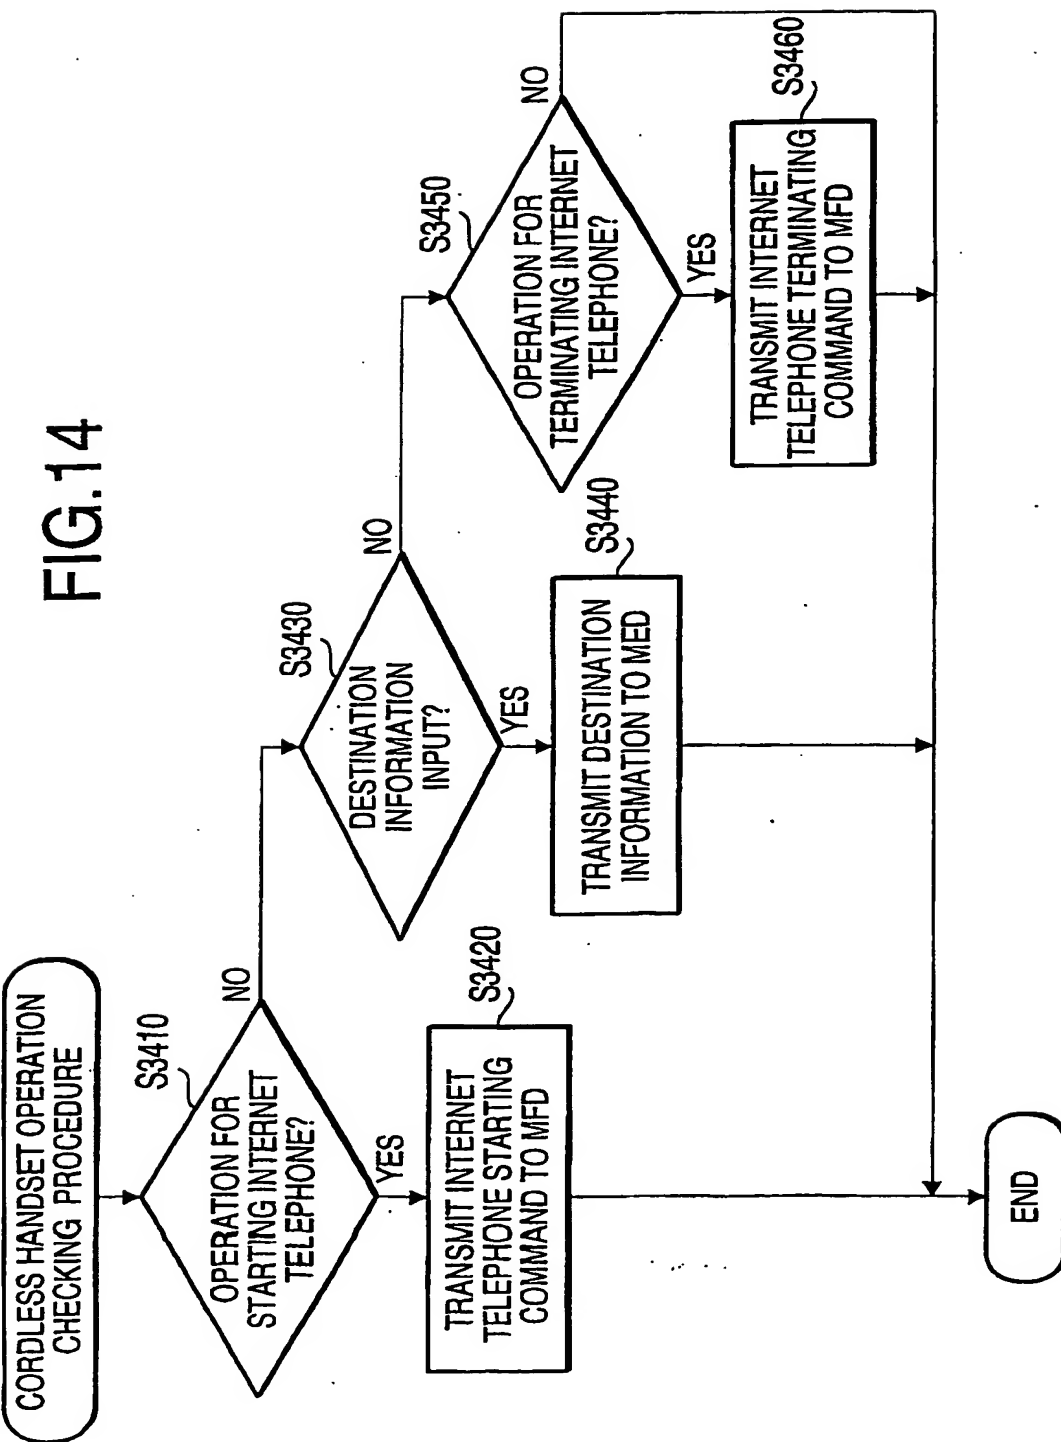 FIG.14
CORDLESS HANDSET OPERATION
CHECKING PROCEDURE
S3410
OPERATION FOR
STARTING INTERNET
TELEPHONE?
NO
YES
S3420
TRANSMIT INTERNET
TELEPHONE STARTING
COMMAND TO MFD
S3430
DESTINATION
INFORMATION
INPUT?
NO
YES
S3440
TRANSMIT DESTINATION
INFORMATION TO MED
S3450
OPERATION FOR
TERMINATING INTERNET
TELEPHONE?
NO
YES
S3460
TRANSMIT INTERNET
TELEPHONE TERMINATING
COMMAND TO MFD
END